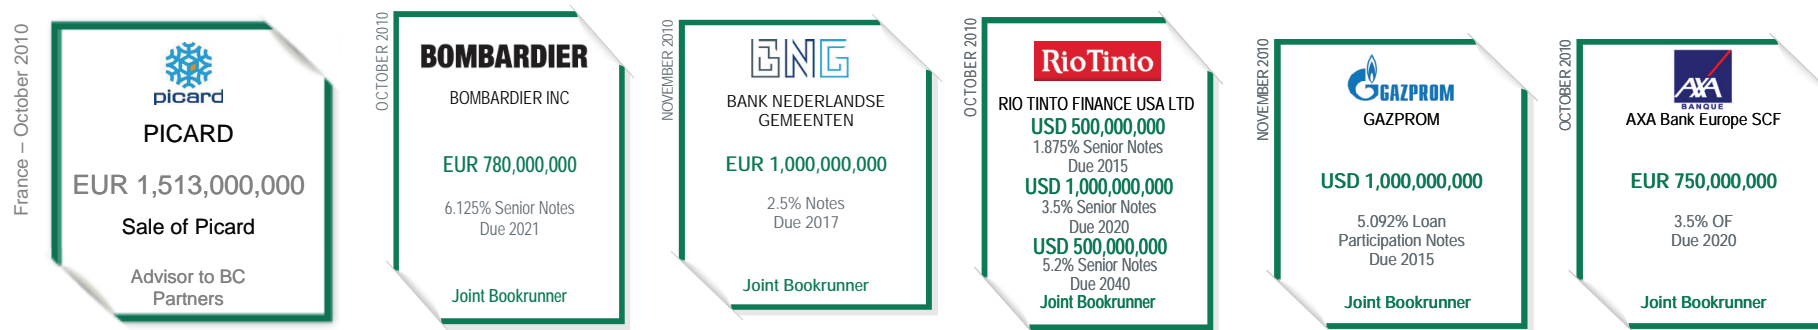 France – October 2010
picard
PICARD
EUR 1,513,000,000
Sale of Picard
Advisor to BC
Partners
OCTOBER 2010
BOMBARDIER
BOMBARDIER INC
EUR 780,000,000
6.125% Senior Notes
Due 2021
Joint Bookrunner
NOVEMBER 2010
BNG
BANK NEDERLANDSE
GEMEENTEN
EUR 1,000,000,000
2.5% Notes
Due 2017
Joint Bookrunner
OCTOBER 2010
RioTinto
RIO TINTO FINANCE USA LTD
USD 500,000,000
1.875% Senior Notes
Due 2015
USD 1,000,000,000
3.5% Senior Notes
Due 2020
USD 500,000,000
5.2% Senior Notes
Due 2040
Joint Bookrunner
NOVEMBER 2010
GAZPROM
GAZPROM
USD 1,000,000,000
5.092% Loan
Participation Notes
Due 2015
Joint Bookrunner
OCTOBER 2010
AXA
BANQUE
AXA Bank Europe SCF
EUR 750,000,000
3.5% OF
Due 2020
Joint Bookrunner